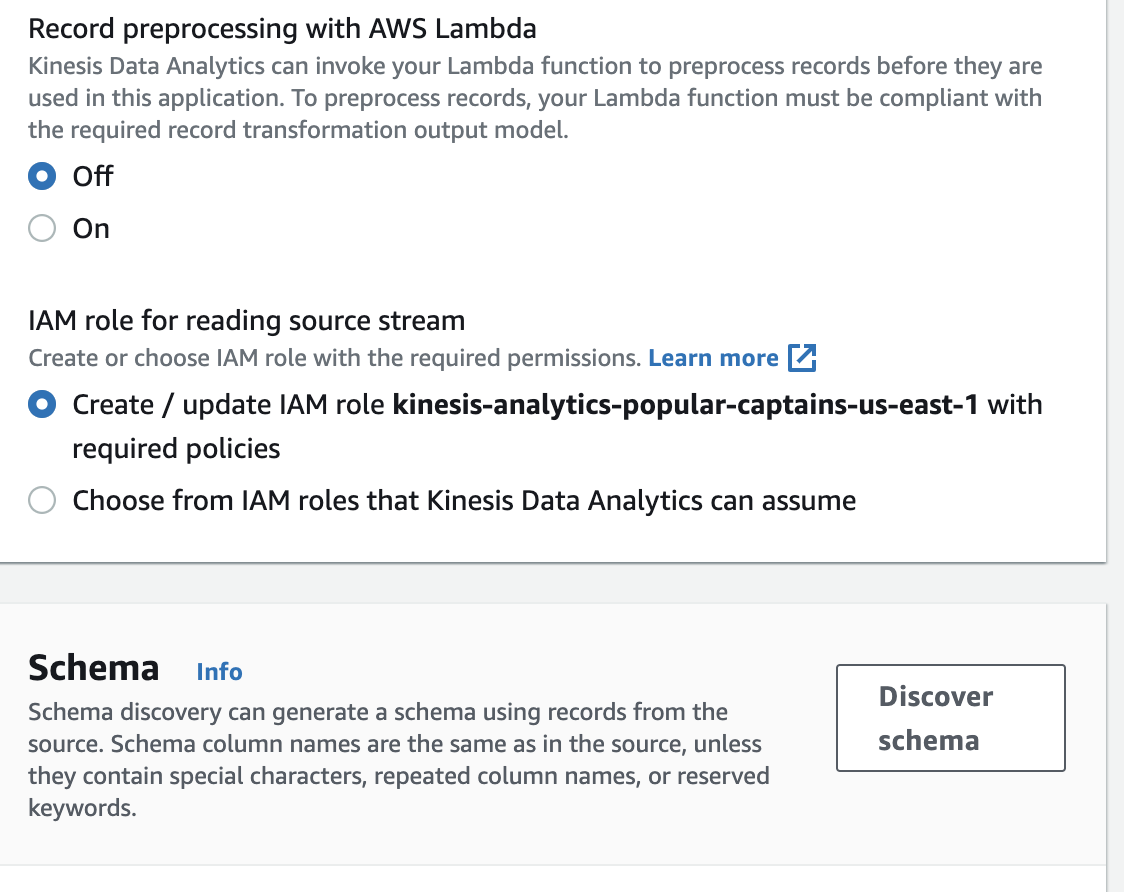 Record preprocessing with AWS Lambda
Kinesis Data Analytics can invoke your Lambda function to preprocess records before they are
used in this application. To preprocess records, your Lambda function must be compliant with
the required record transformation output model.
Off
On
IAM role for reading source stream
Create or choose IAM role with the required permissions. Learn more
Create / update IAM role kinesis-analytics-popular-captains-us-east-1 with
required policies
Choose from IAM roles that Kinesis Data Analytics can assume
Schema Info
Schema discovery can generate a schema using records from the
source. Schema column names are the same as in the source, unless
they contain special characters, repeated column names, or reserved
keywords.
Discover
schema